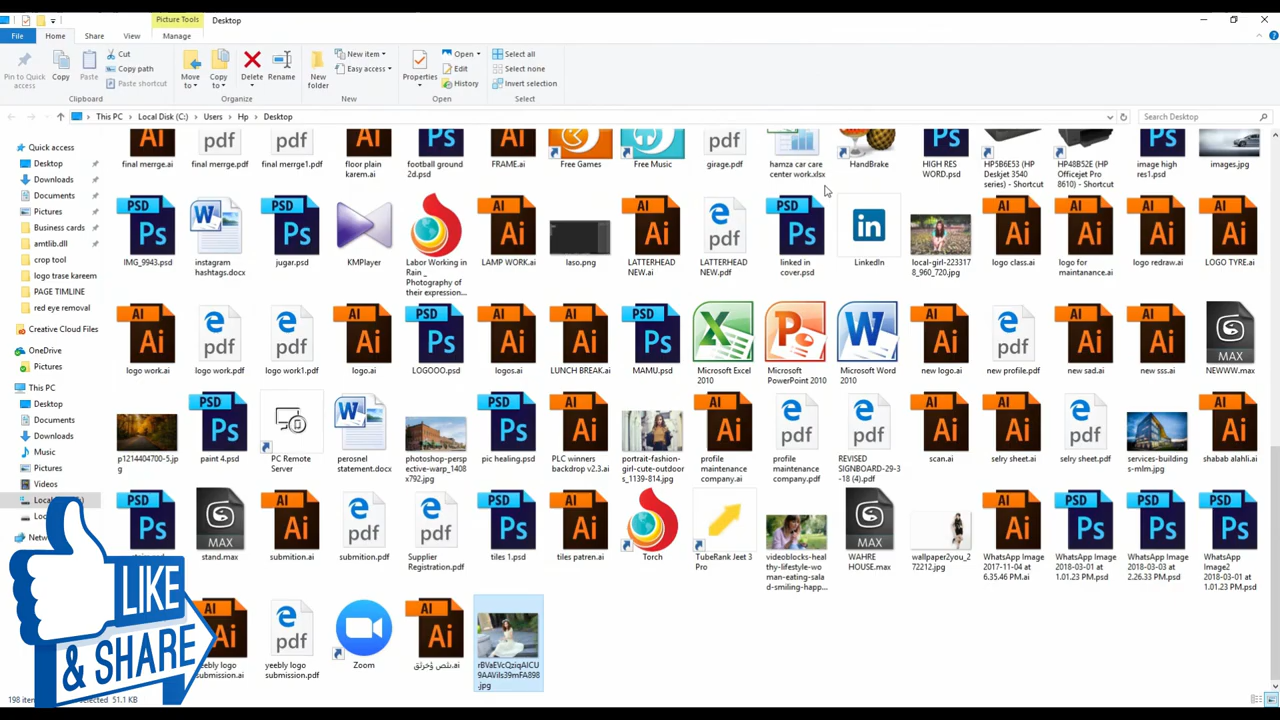 Picture Tools
Desktop
File
Home
Share
View
Manage
Pin to Quick
access
Copy
Paste
Cut
Copy path
Paste shortcut
Clipboard
Move
to
Copy
to
Delete
Rename
Organize
New
folder
New item
Easy access
New
Properties
Open
Edit
History
Open
Select all
Select none
Invert selection
Select
This PC
Local Disk (C:)
Users
Hp
Desktop
Search Desktop
Quick access
Desktop
Downloads
Documents
Pictures
Business cards
amtlib.dll
crop tool
logo trase kareem
PAGE TIMLINE
red eye removal
Creative Cloud Files
OneDrive
Pictures
This PC
Desktop
Documents
Downloads
Music
Pictures
Videos
final merrge.ai
final merrge.pdf
final merrge1.pdf
floor plain
karem.ai
football ground
2d.psd
FRAME.ai
Free Games
Free Music
girage.pdf
hamza car care
center work.xlsx
HandBrake
HIGH RES
WORD.psd
HP5B6E53 (HP
Deskjet 3540
series) - Shortcut
HP48B52E (HP
Officejet Pro
8610) - Shortcut
image high
res1.psd
images.jpg
IMG_9943.psd
instagram
hashtags.docx
jugar.psd
KMPlayer
Labor Working in
Rain _
Photography of
their expression...
LAMP WORK.ai
laso.png
LATTERHEAD
NEW.ai
LATTERHEAD
NEW.pdf
linked in
cover.psd
LinkedIn
local-girl-223317
8_960_720.jpg
logo class.ai
logo for
maintanance.ai
logo redraw.ai
LOGO TYRE.ai
logo work.ai
logo work.pdf
logo work1.pdf
logo.ai
LOGOOO.psd
logos.ai
LUNCH BREAK.ai
MAMU.psd
Microsoft Excel
2010
Microsoft
PowerPoint 2010
Microsoft Word
2010
new logo.ai
new profile.pdf
new sad.ai
new sss.ai
NEWWW.max
p1214404700-5.jp
g
paint 4.psd
PC Remote
Server
perosnel
statement.docx
photoshop-persp
ective-warp_1408
x792.jpg
pic healing.psd
PLC winners
backdrop v2.3.ai
portrait-fashion-
girl-cute-outdoor
s_1139-814.jpg
profile
maintenance
company.ai
profile
maintenance
company.pdf
REVISED
SIGNBOARD-29-3
-18 (4).pdf
scan.ai
selry sheet.ai
selry sheet.pdf
services-building
s-mlm.jpg
shabab alahli.ai
stand.max
submition.ai
submition.pdf
Supplier
Registration.pdf
tiles 1.psd
tiles patren.ai
Torch
TubeRank Jeet 3
Pro
videoblocks-heal
thy-lifestyle-wo
man-eating-sala
d-smiling-happ...
WAHRE
HOUSE.max
wallpaper2you_2
72212.jpg
WhatsApp Image
2017-11-04 at
6.35.46 PM.ai
WhatsApp Image
2018-03-01 at
1.01.23 PM.psd
WhatsApp Image
2018-03-03 at
2.26.33 PM.psd
WhatsApp
Image2
2018-03-01 at
1.01.23 PM.psd
yeebly logo
submission.pdf
Zoom
LIKE
& SHARE
198
selected 51.1 KB